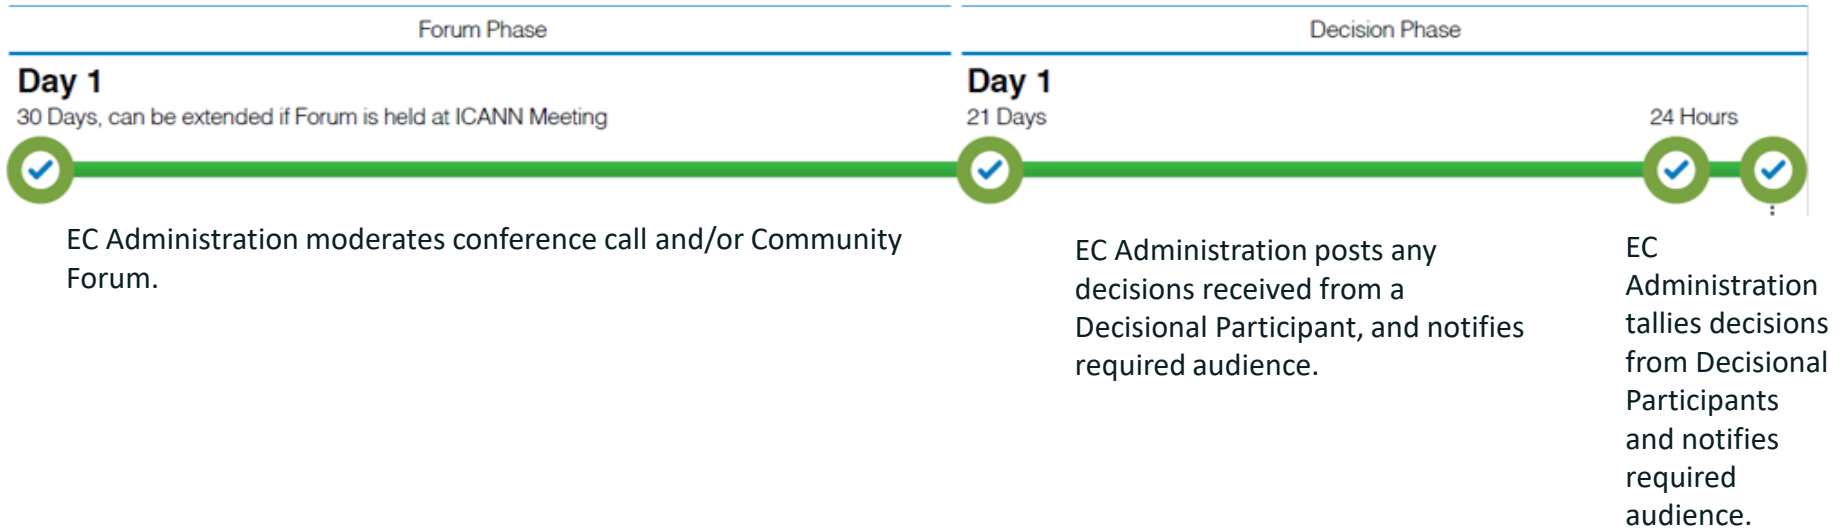 Forum Phase
Decision Phase
Day 1
30 Days, can be extended if Forum is held at ICANN Meeting
Day 1
21 Days
24 Hours
EC Administration moderates conference call and/or Community
Forum.
EC Administration posts any
decisions received from a
Decisional Participant, and notifies
required audience.
EC
Administration
tallies decisions
from Decisional
Participants
and notifies
required
audience.